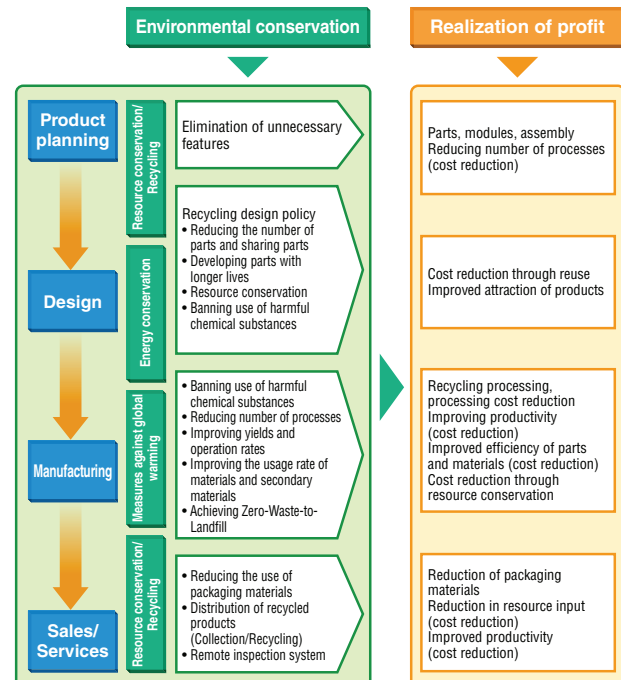 Environmental conservation
Realization of profit
Product
planning
Design
Manufacturing
Sales/
Services
Resource conservation/
Recycling
Energy conservation
Measures against global
warming
Resource conservation/
Recycling
Elimination of unnecessary
features
Recycling design policy
• Reducing the number of
parts and sharing parts
• Developing parts with
longer lives
• Resource conservation
• Banning use of harmful
chemical substances
• Banning use of harmful
chemical substances
• Reducing number of processes
• Improving yields and
operation rates
• Improving the usage rate of
materials and secondary
materials
• Achieving Zero-Waste-to-
Landfill
• Reducing the use of
packaging materials
• Distribution of recycled
products
(Collection/Recycling)
• Remote inspection system
Parts, modules, assembly
Reducing number of processes
(cost reduction)
Cost reduction through reuse
Improved attraction of products
Recycling processing,
processing cost reduction
Improving productivity
(cost reduction)
Improved efficiency of parts
and materials (cost reduction)
Cost reduction through
resource conservation
Reduction of packaging
materials
Reduction in resource input
(cost reduction)
Improved productivity
(cost reduction)